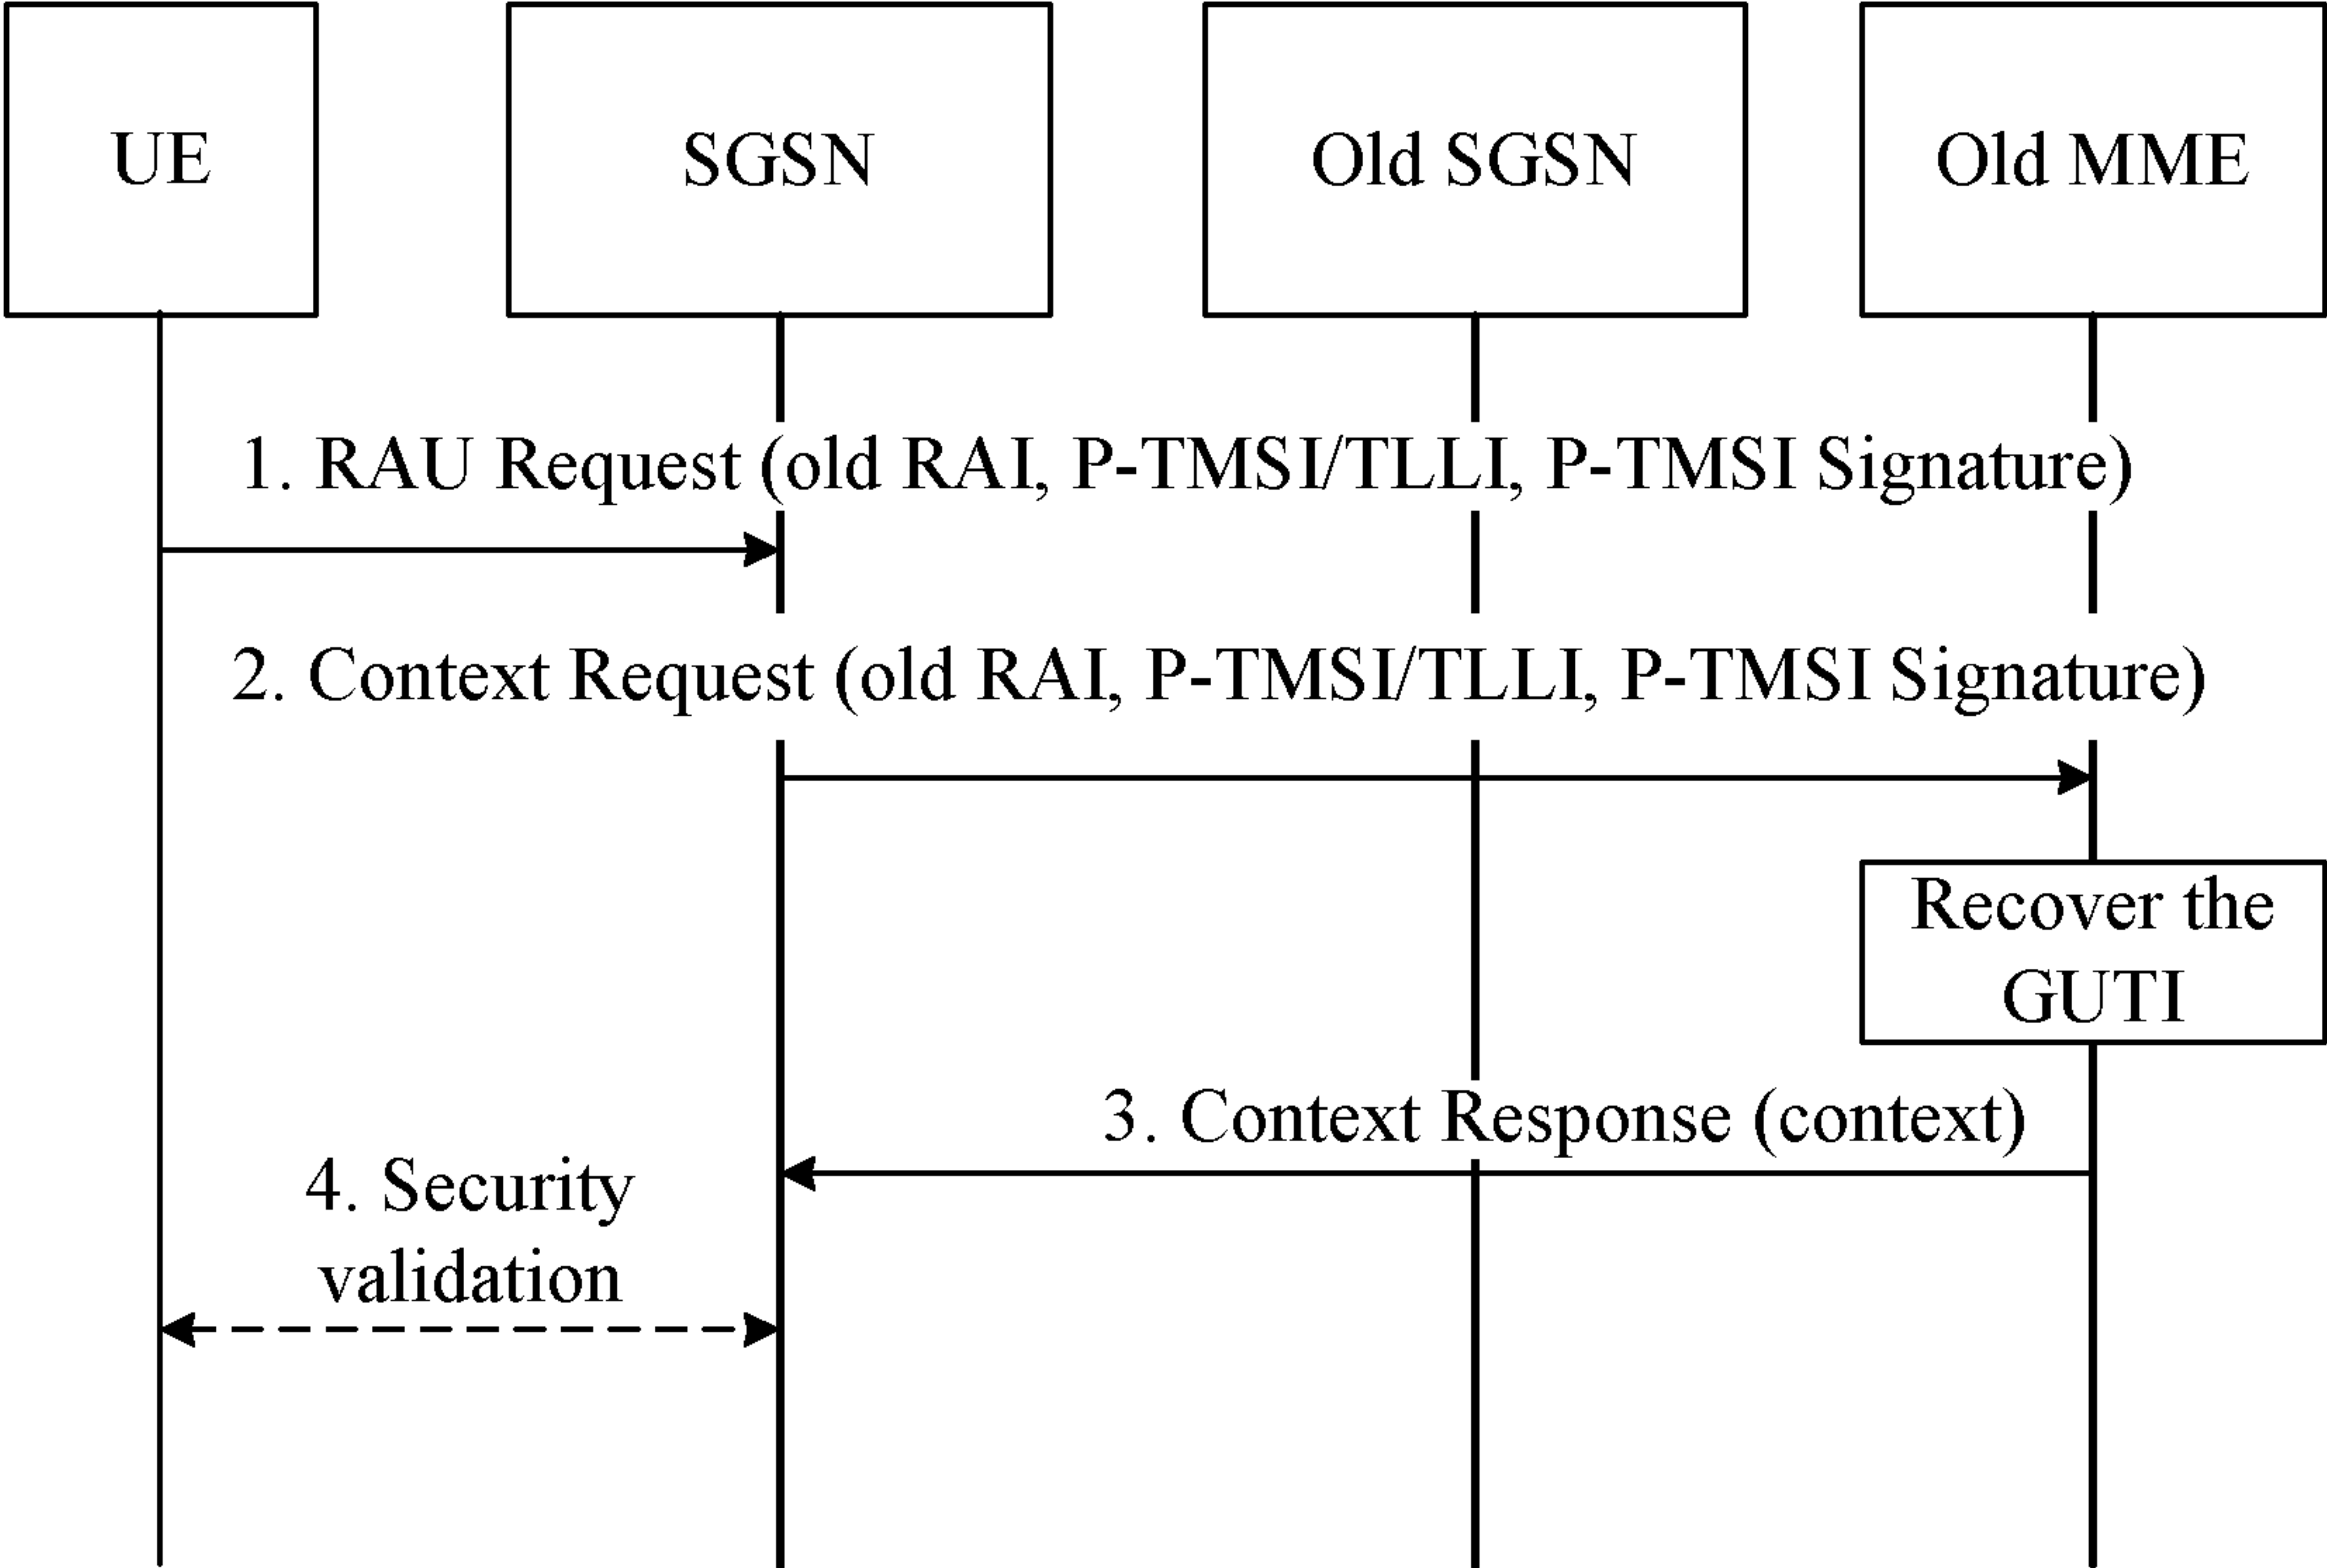 UE
SGSN
Old SGSN
Old MME
1. RAU Request (old RAI, P-TMSI/TLLI, P-TMSI Signature)
2. Context Request (old RAI, P-TMSI/TLLI, P-TMSI Signature)
Recover the
GUTI
3. Context Response (context)
4. Security
validation